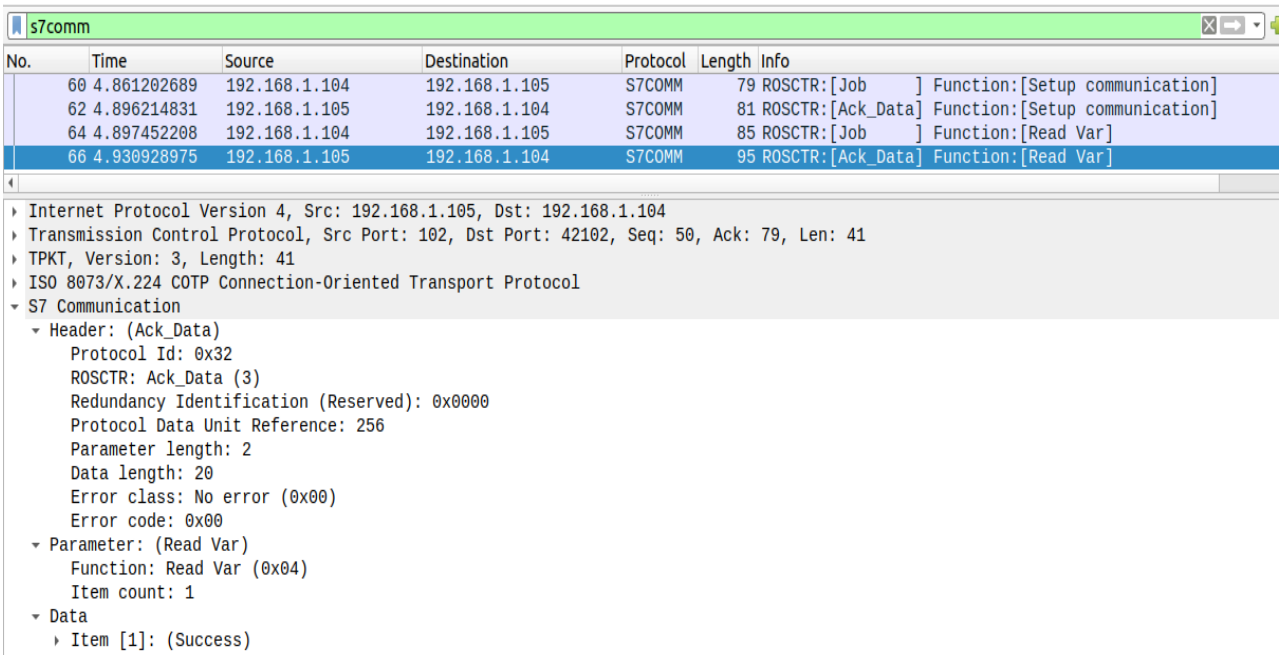 s7comm
No. Time Source Destination Protocol Length Info
60 4.861202689 192.168.1.104 192.168.1.105 S7COMM 79 ROSCTR:[Job     ] Function:[Setup communication]
62 4.896214831 192.168.1.105 192.168.1.104 S7COMM 81 ROSCTR:[Ack_Data] Function:[Setup communication]
64 4.897452208 192.168.1.104 192.168.1.105 S7COMM 85 ROSCTR:[Job     ] Function:[Read Var]
66 4.930928975 192.168.1.105 192.168.1.104 S7COMM 95 ROSCTR:[Ack_Data] Function:[Read Var]
Internet Protocol Version 4, Src: 192.168.1.105, Dst: 192.168.1.104
Transmission Control Protocol, Src Port: 102, Dst Port: 42102, Seq: 50, Ack: 79, Len: 41
TPKT, Version: 3, Length: 41
ISO 8073/X.224 COTP Connection-Oriented Transport Protocol
S7 Communication
Header: (Ack_Data)
Protocol Id: 0x32
ROSCTR: Ack_Data (3)
Redundancy Identification (Reserved): 0x0000
Protocol Data Unit Reference: 256
Parameter length: 2
Data length: 20
Error class: No error (0x00)
Error code: 0x00
Parameter: (Read Var)
Function: Read Var (0x04)
Item count: 1
Data
Item [1]: (Success)